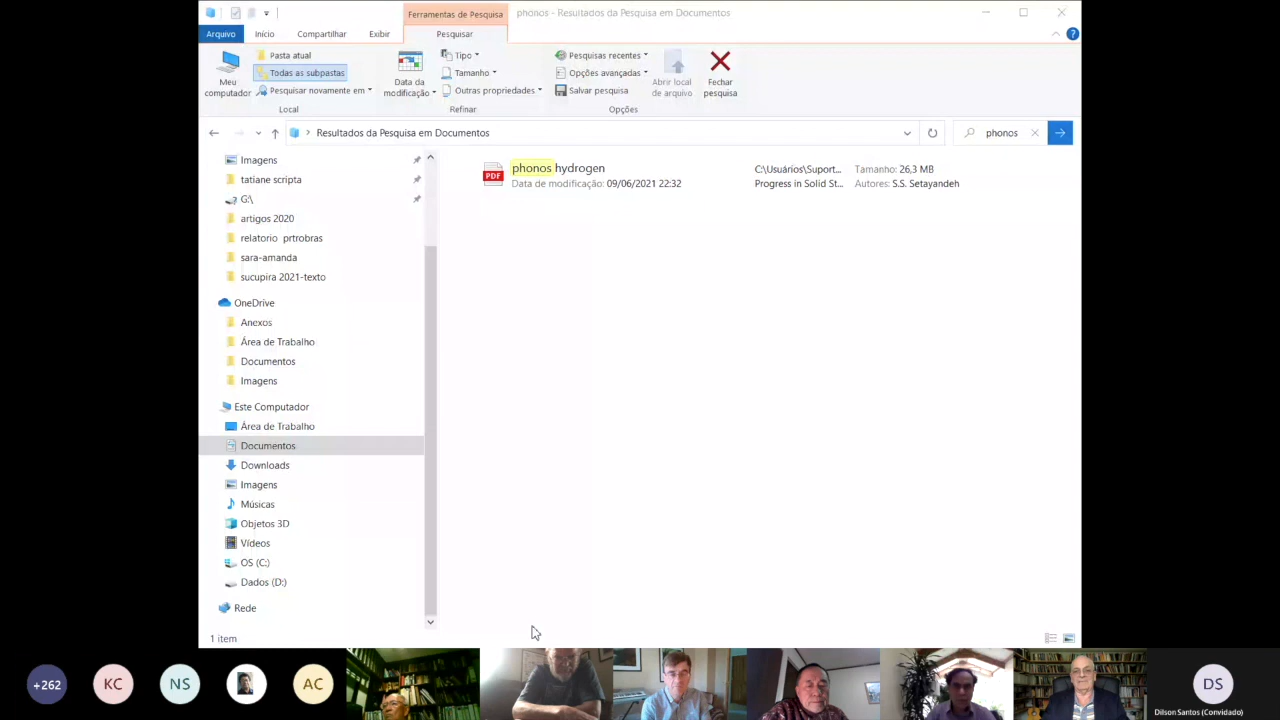 Ferramentas de Pesquisa
phonos - Resultados da Pesquisa em Documentos
Arquivo
Início
Compartilhar
Exibir
Pesquisar
Meu computador
Pasta atual
Todas as subpastas
Pesquisar novamente em
Local
Data da modificação
Tipo
Tamanho
Outras propriedades
Refinar
Pesquisas recentes
Opções avançadas
Salvar pesquisa
Abrir local de arquivo
Fechar pesquisa
Opções
Resultados da Pesquisa em Documentos
phonos
Imagens
tatiane scripta
G:\
artigos 2020
relatorio prtrobras
sara-amanda
sucupira 2021-texto
OneDrive
Anexos
Área de Trabalho
Documentos
Imagens
Este Computador
Área de Trabalho
Documentos
Downloads
Imagens
Músicas
Objetos 3D
Vídeos
OS (C:)
Dados (D:)
Rede
PDF
phonos hydrogen
Data de modificação: 09/06/2021 22:32
C:\Usuários\Suport...
Progress in Solid St...
Tamanho: 26,3 MB
Autores: S.S. Setayandeh
1 item
+262
KC
NS
AC
DS
Dilson Santos (Convidado)